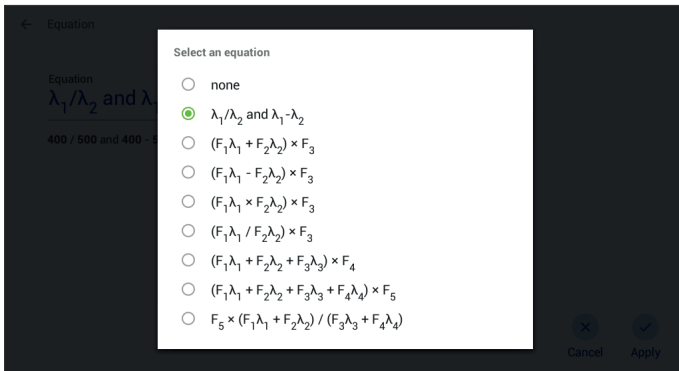 ← Equation
Select an equation
Equation
λ₁/λ₂ and λ
400 / 500 and 400 - 5
none
λ₁/λ₂ and λ₁-λ₂
(F₁λ₁ + F₂λ₂) × F₃
(F₁λ₁ - F₂λ₂) × F₃
(F₁λ₁ × F₂λ₂) × F₃
(F₁λ₁ / F₂λ₂) × F₃
(F₁λ₁ + F₂λ₂ + F₃λ₃) × F₄
(F₁λ₁ + F₂λ₂ + F₃λ₃ + F₄λ₄) × F₅
F₅ × (F₁λ₁ + F₂λ₂) / (F₃λ₃ + F₄λ₄)
Cancel
Apply